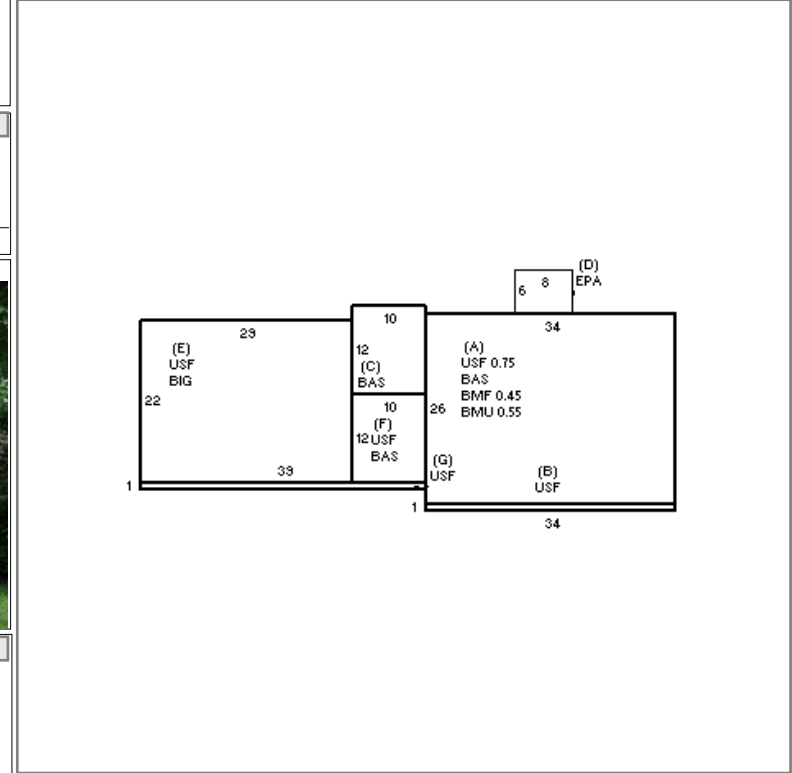 (D)
EPA
8
6
10
34
29
(E)
USF
BIG
22
12
(C)
BAS
(A)
USF 0.75
BAS
BMF 0.45
BMU 0.55
26
10
(F)
12 USF
BAS
(G)
USF
(B)
USF
39
1
1
34